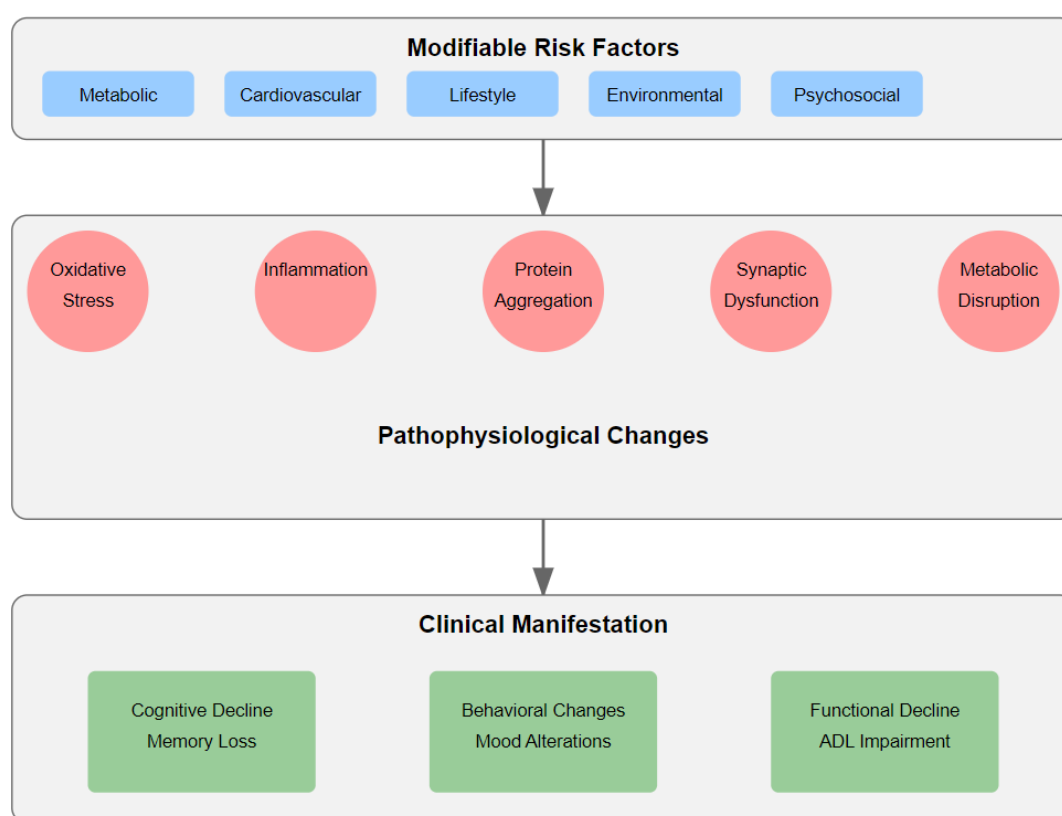 Modifiable Risk Factors
Metabolic
Cardiovascular
Lifestyle
Environmental
Psychosocial
Oxidative
Stress
Inflammation
Protein
Aggregation
Synaptic
Dysfunction
Metabolic
Disruption
Pathophysiological Changes
Clinical Manifestation
Cognitive Decline
Memory Loss
Behavioral Changes
Mood Alterations
Functional Decline
ADL Impairment